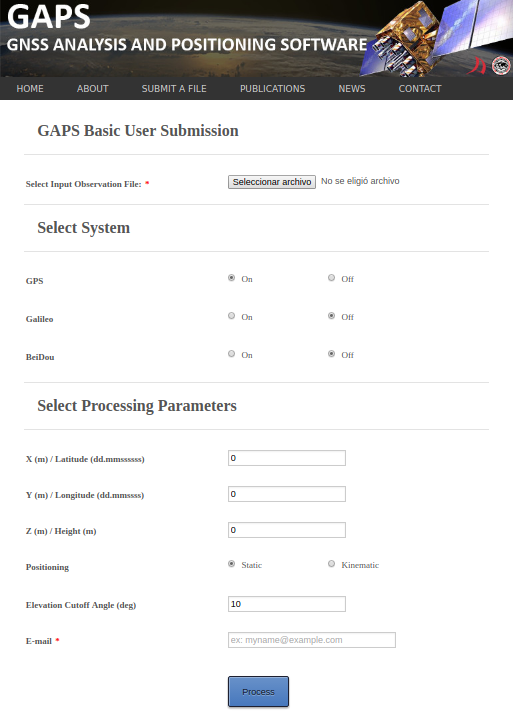 GAPS
GNSS ANALYSIS AND POSITIONING SOFTWARE
HOME ABOUT SUBMIT A FILE PUBLICATIONS NEWS CONTACT
GAPS Basic User Submission
Select Input Observation File: * Seleccionar archivo No se eligió archivo
Select System
GPS On Off
Galileo On Off
BeiDou On Off
Select Processing Parameters
X (m) / Latitude (dd.mmssssss) 0
Y (m) / Longitude (dd.mmssss) 0
Z (m) / Height (m) 0
Positioning Static Kinematic
Elevation Cutoff Angle (deg) 10
E-mail * ex: myname@example.com
Process